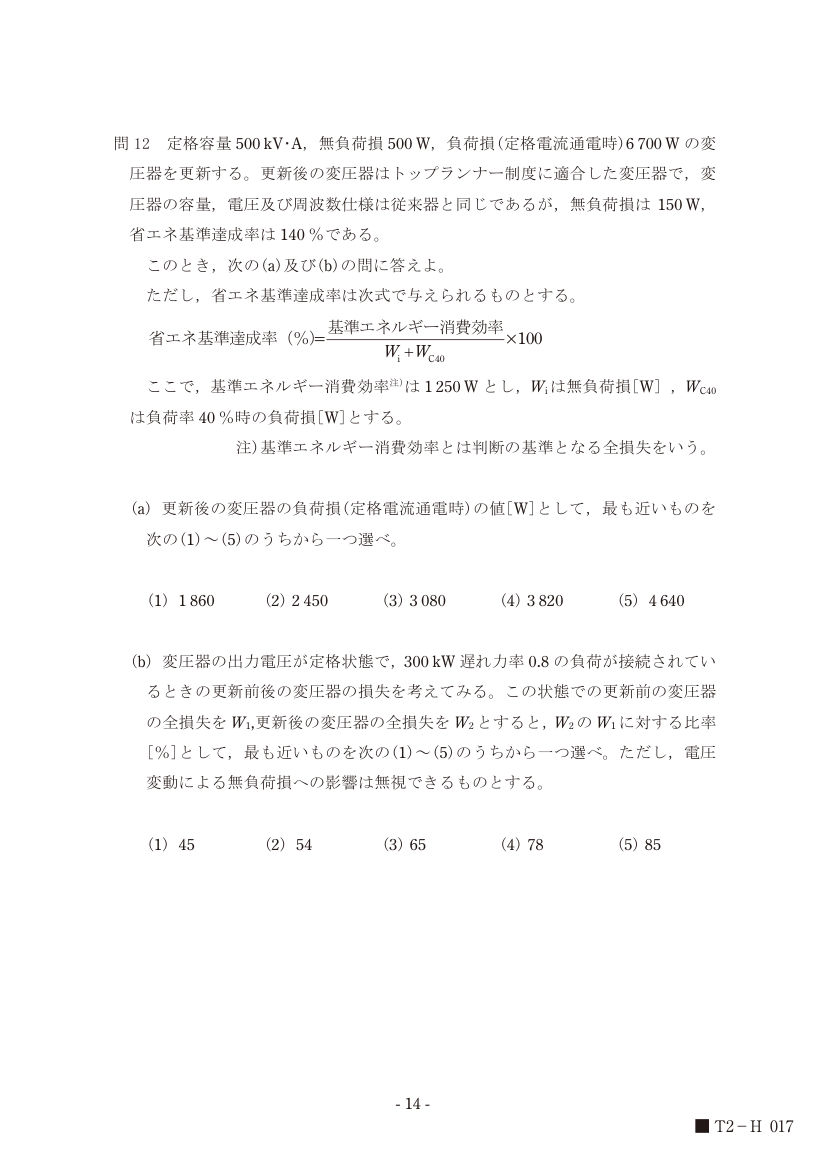 問 12　定格容量 500 kV･A，無負荷損 500 W，負荷損(定格電流通電時)6 700 W の変
圧器を更新する。更新後の変圧器はトップランナー制度に適合した変圧器で，変
圧器の容量，電圧及び周波数仕様は従来器と同じであるが，無負荷損は 150 W，
省エネ基準達成率は 140 %である。
このとき，次の(a)及び(b)の問に答えよ。
ただし，省エネ基準達成率は次式で与えられるものとする。
省エネ基準達成率（%)=基準エネルギー消費効率/(Wi＋WC40)×100
ここで，基準エネルギー消費効率注)は 1 250 W とし，Wiは無負荷損[W]，WC40
は負荷率 40 %時の負荷損[W]とする。
注)基準エネルギー消費効率とは判断の基準となる全損失をいう。
(a) 更新後の変圧器の負荷損(定格電流通電時)の値[W]として，最も近いものを
次の(1)～(5)のうちから一つ選べ。
(1) 1 860　(2) 2 450　(3) 3 080　(4) 3 820　(5) 4 640
(b) 変圧器の出力電圧が定格状態で，300 kW 遅れ力率 0.8 の負荷が接続されてい
るときの更新前後の変圧器の損失を考えてみる。この状態での更新前の変圧器
の全損失を W1,更新後の変圧器の全損失を W2 とすると，W2 の W1 に対する比率
[%]として，最も近いものを次の(1)～(5)のうちから一つ選べ。ただし，電圧
変動による無負荷損への影響は無視できるものとする。
(1) 45　(2) 54　(3) 65　(4) 78　(5) 85
- 14 -
■ T2－H 017